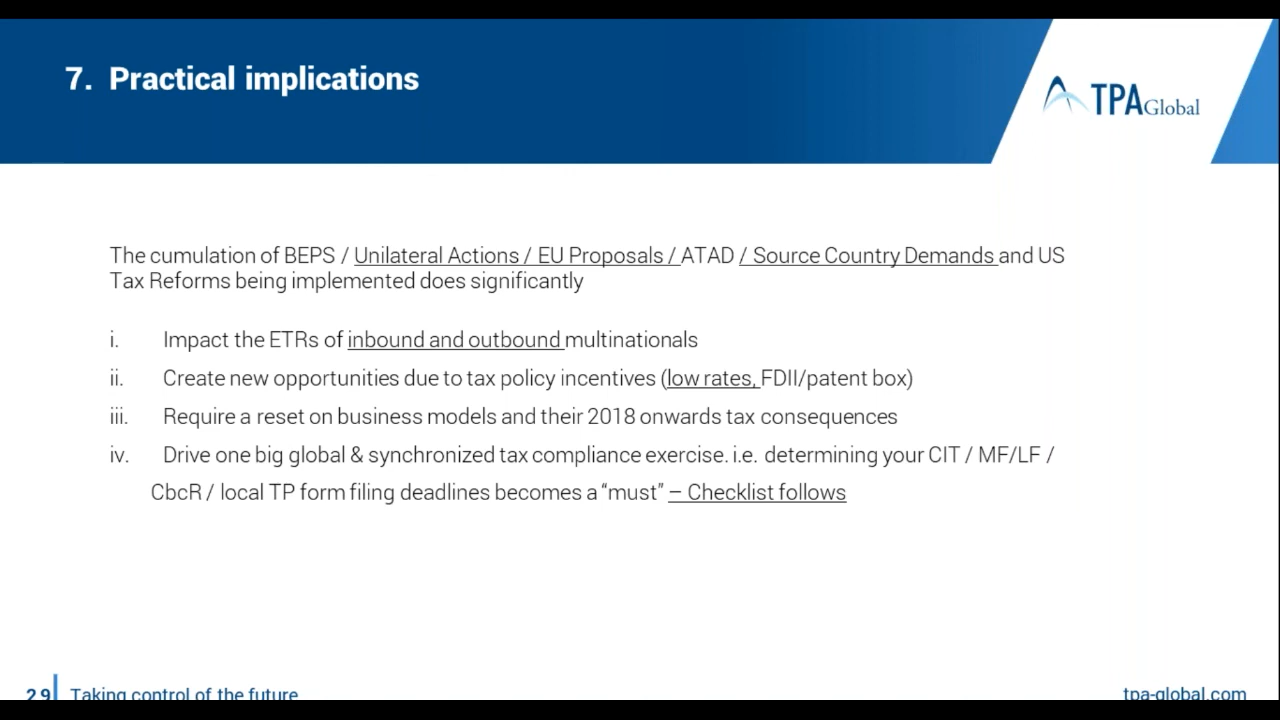 7. Practical implications
TPAGlobal
The cumulation of BEPS / Unilateral Actions / EU Proposals / ATAD / Source Country Demands and US
Tax Reforms being implemented does significantly
i. Impact the ETRs of inbound and outbound multinationals
ii. Create new opportunities due to tax policy incentives (low rates, FDII/patent box)
iii. Require a reset on business models and their 2018 onwards tax consequences
iv. Drive one big global & synchronized tax compliance exercise. i.e. determining your CIT / MF/LF /
CbcR / local TP form filing deadlines becomes a “must” – Checklist follows
29 Taking control of the future
tpa-global.com